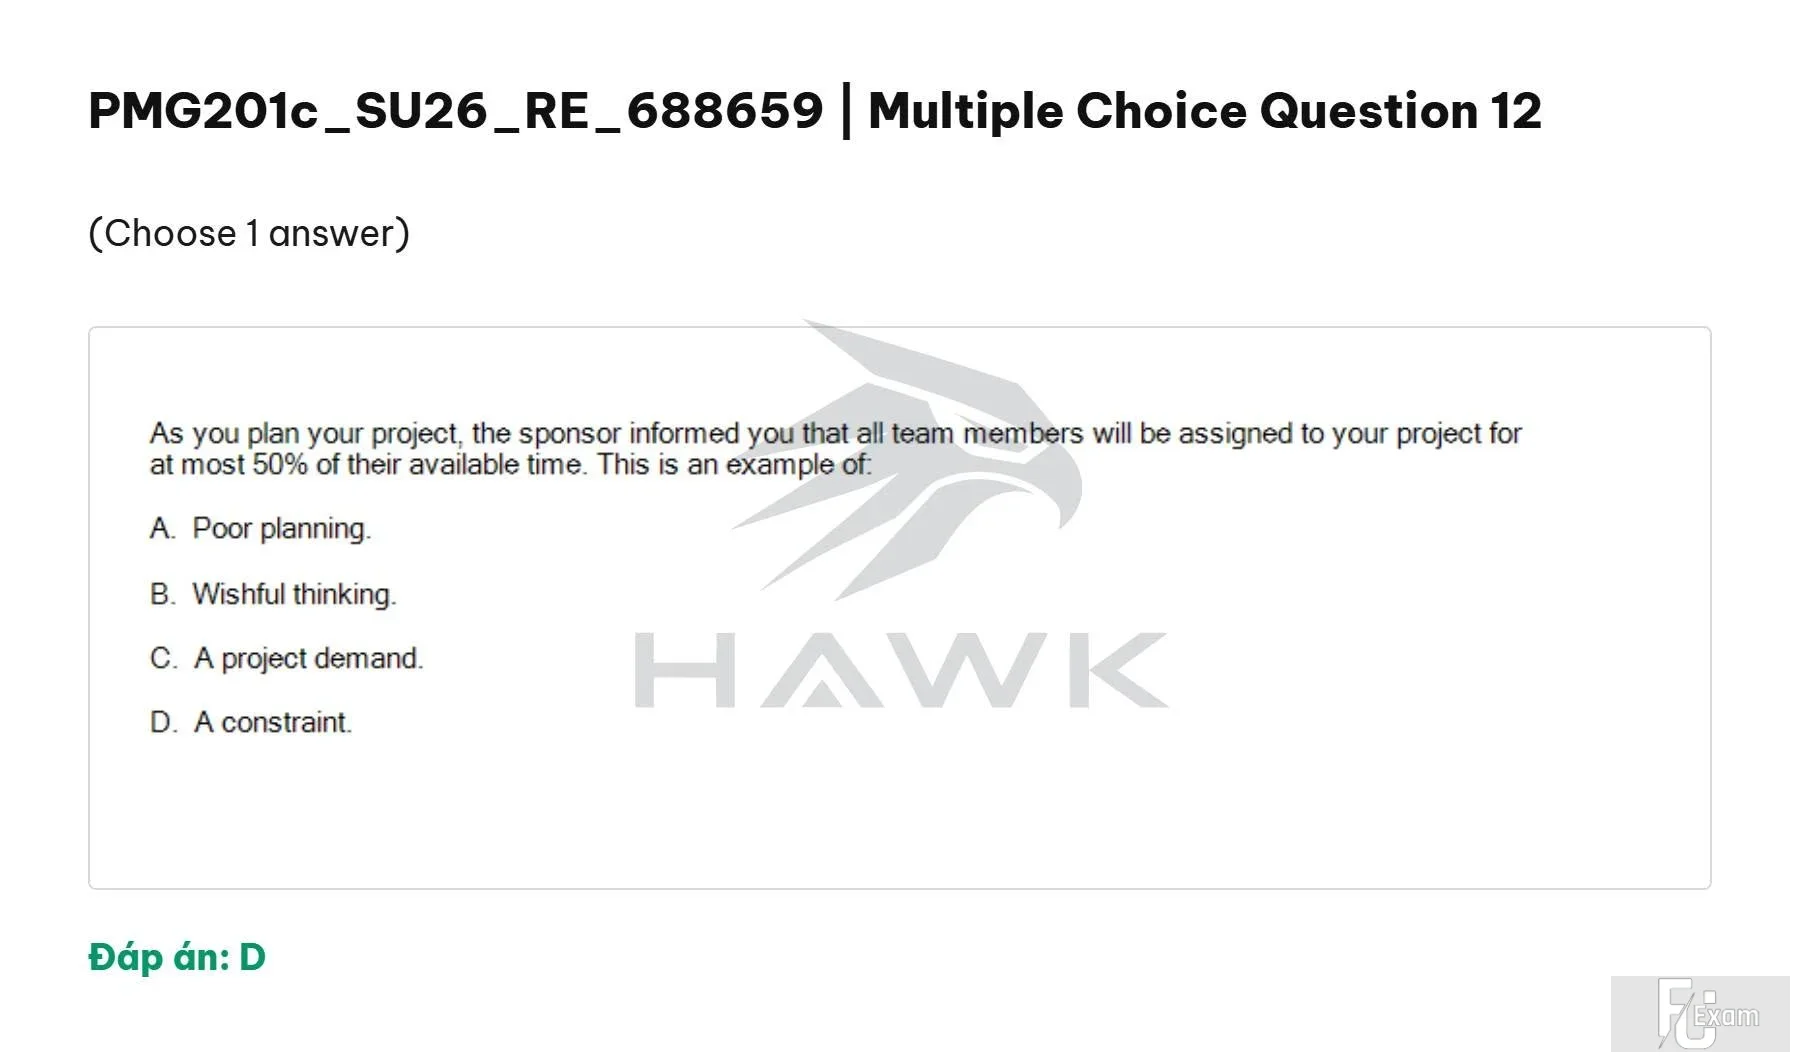 PMG201c_SU26_RE_688659 | Multiple Choice Question 12
(Choose 1 answer)
As you plan your project, the sponsor informed you that all team members will be assigned to your project for
at most 50% of their available time. This is an example of:
A. Poor planning.
B. Wishful thinking.
C. A project demand.
D. A constraint.
HAWK
Đáp án: D
FC Exam